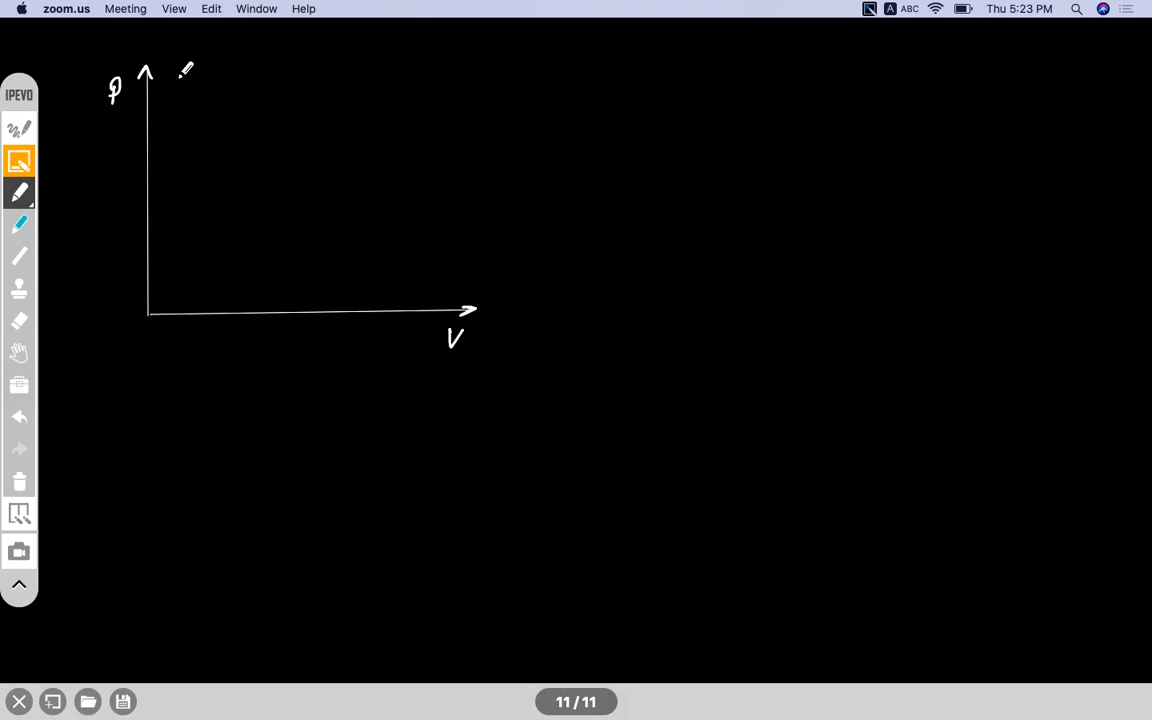 zoom.us Meeting View Edit Window Help A ABC Thu 5:23 PM
P
IPEVO
V
11/11